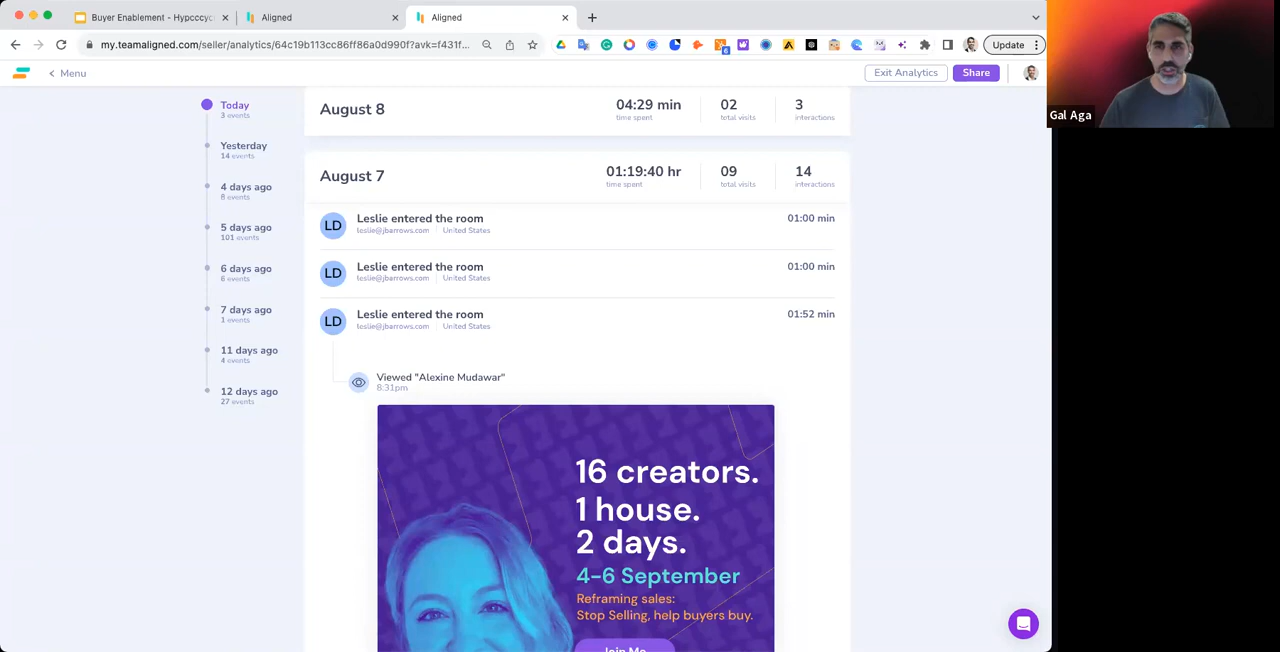 Buyer Enablement - Hypcccyc
Aligned
Aligned
my.teamaligned.com/seller/analytics/64c19b113cc86ff86a0d990f?avk=f431f...
Update
Menu
Exit Analytics
Share
Gal Aga
Today
3 events
Yesterday
14 events
4 days ago
8 events
5 days ago
101 events
6 days ago
6 events
7 days ago
1 events
11 days ago
4 events
12 days ago
27 events
August 8
04:29 min
time spent
02
total visits
3
interactions
August 7
01:19:40 hr
time spent
09
total visits
14
interactions
LD
Leslie entered the room
leslie@jbarrows.com
United States
01:00 min
LD
Leslie entered the room
leslie@jbarrows.com
United States
01:00 min
LD
Leslie entered the room
leslie@jbarrows.com
United States
01:52 min
Viewed "Alexine Mudawar"
8:31pm
16 creators.
1 house.
2 days.
4-6 September
Reframing sales:
Stop Selling, help buyers buy.
Join Me